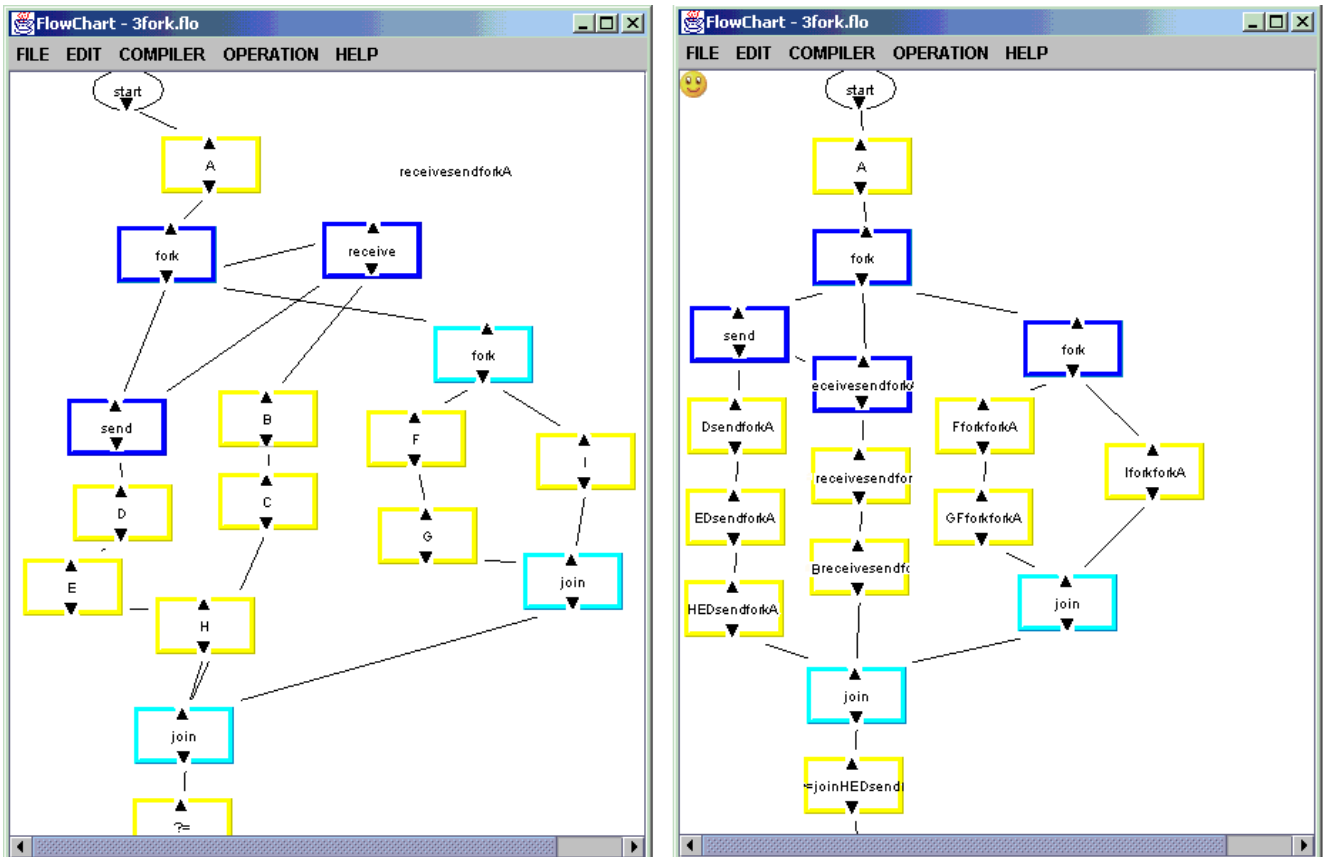 FlowChart - 3fork.flo
FILE EDIT COMPILER OPERATION HELP
start
A
receivesendforkA
fork
receive
fork
send
B
F
I
D
C
G
E
H
join
join
?=
FlowChart - 3fork.flo
FILE EDIT COMPILER OPERATION HELP
start
A
fork
send
fork
eceivesendfork
DsendforkA
FforkforkA
receivesendfor
IforkforkA
EDsendforkA
GFforkforkA
Breceivesendfo
HEDsendforkA
join
join
=joinHEDsend